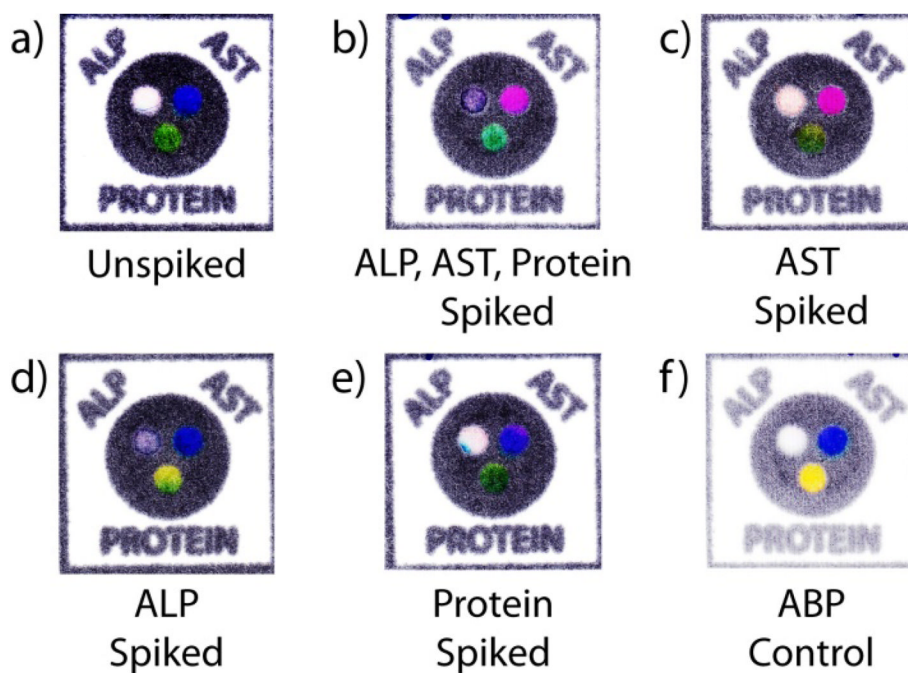 a)
ALP
AST
PROTEIN
Unspiked
b)
ALP
AST
PROTEIN
ALP, AST, Protein
Spiked
c)
ALP
AST
PROTEIN
AST
Spiked
d)
ALP
AST
PROTEIN
ALP
Spiked
e)
ALP
AST
PROTEIN
Protein
Spiked
f)
ALP
AST
PROTEIN
ABP
Control